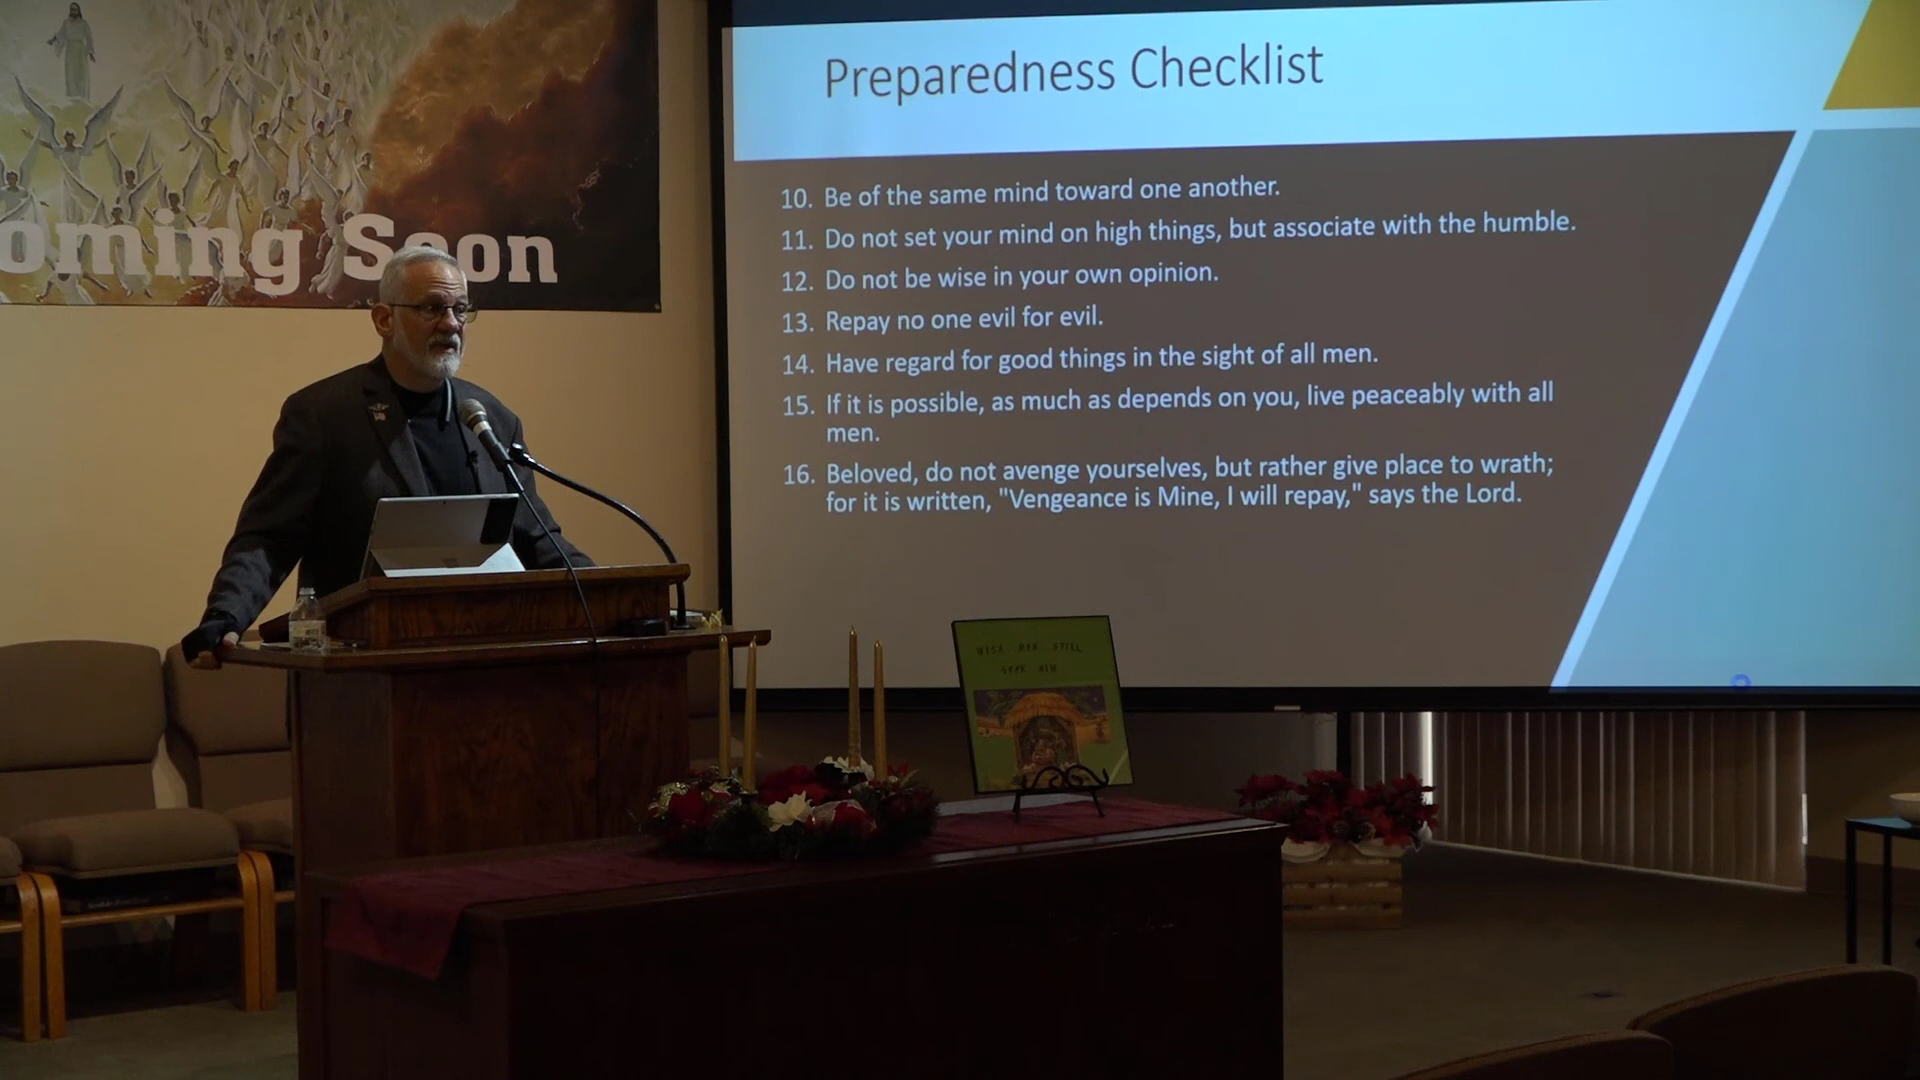 oming Soon
Preparedness Checklist
10. Be of the same mind toward one another.
11. Do not set your mind on high things, but associate with the humble.
12. Do not be wise in your own opinion.
13. Repay no one evil for evil.
14. Have regard for good things in the sight of all men.
15. If it is possible, as much as depends on you, live peaceably with all
men.
16. Beloved, do not avenge yourselves, but rather give place to wrath;
for it is written, "Vengeance is Mine, I will repay," says the Lord.
WISE MEN STILL
SEEK HIM